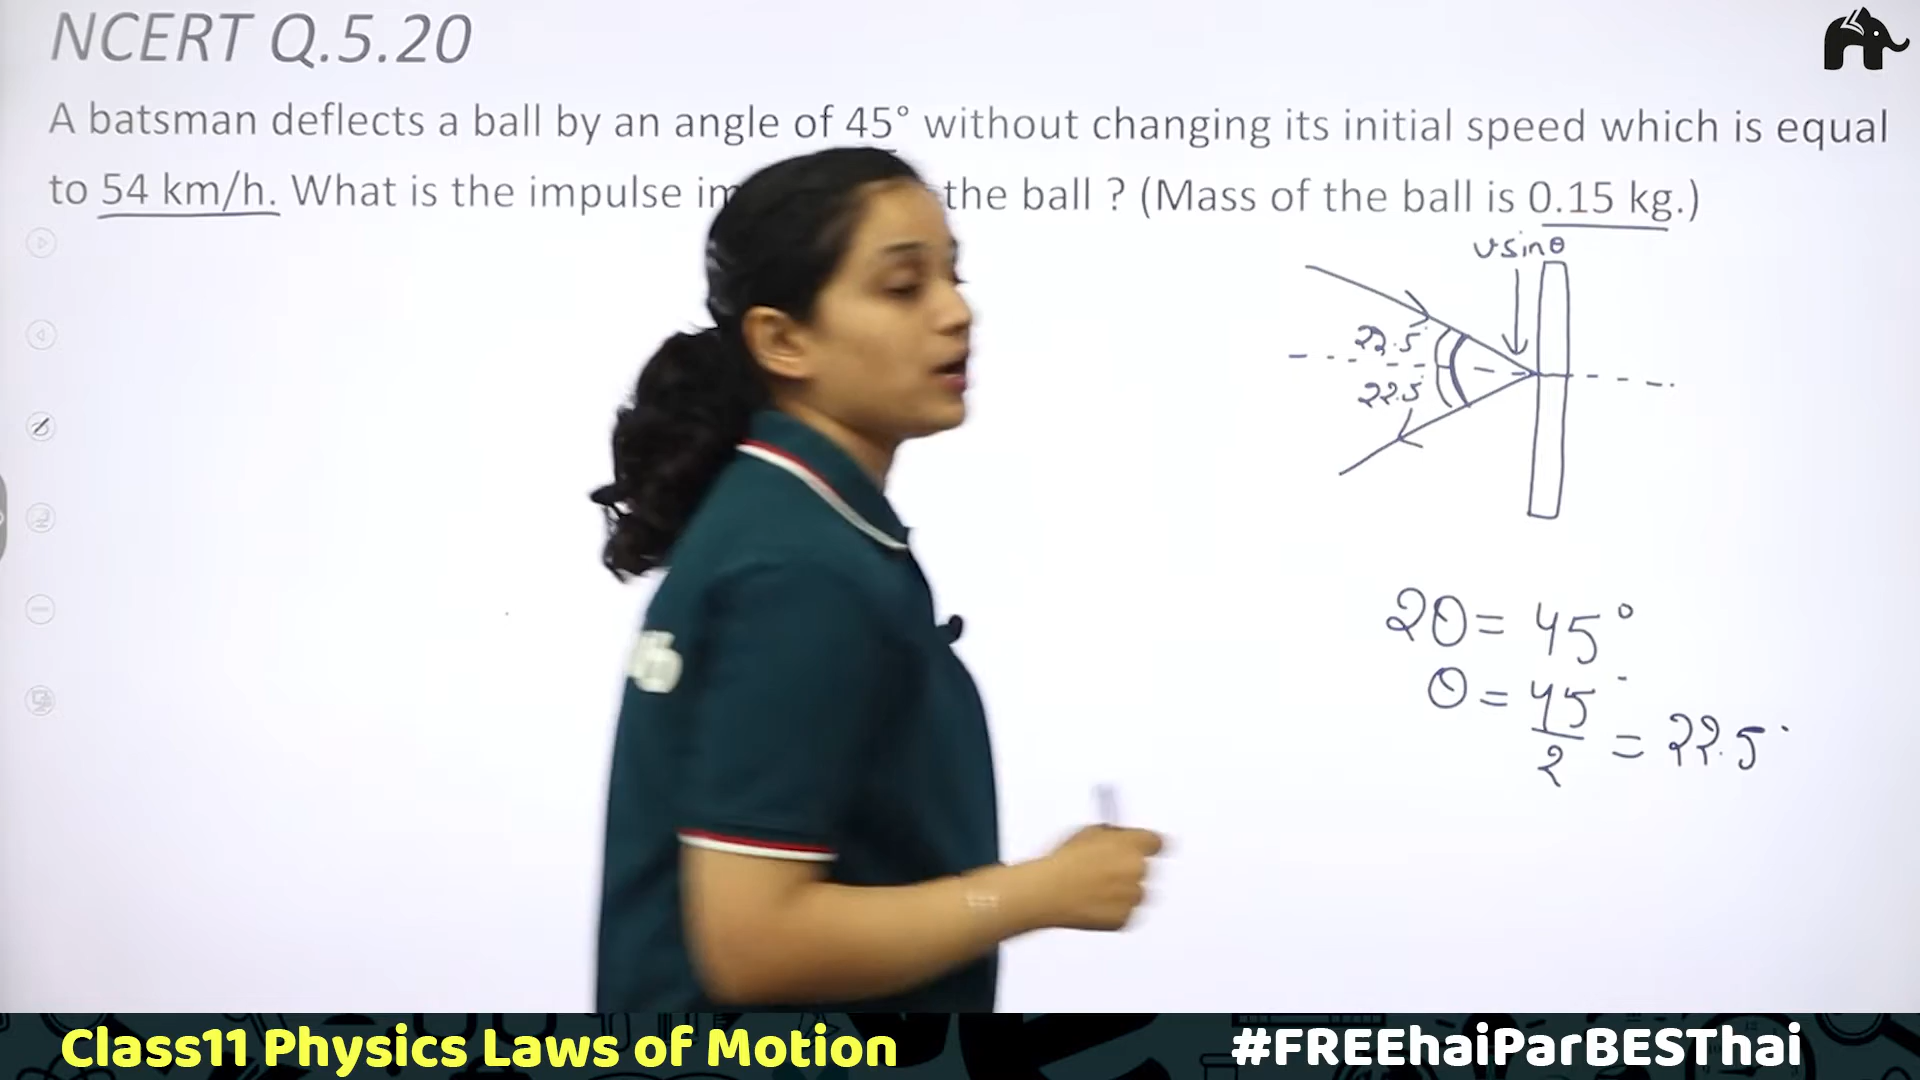 NCERT Q.5.20
A batsman deflects a ball by an angle of 45° without changing its initial speed which is equal
to 54 km/h. What is the impulse the ball ? (Mass of the ball is 0.15 kg.)
v sin θ
22.5°
22.5°
2θ = 45°
θ = 45°
2
= 22.5°
Class11 Physics Laws of Motion
#FREEhaiParBESThai